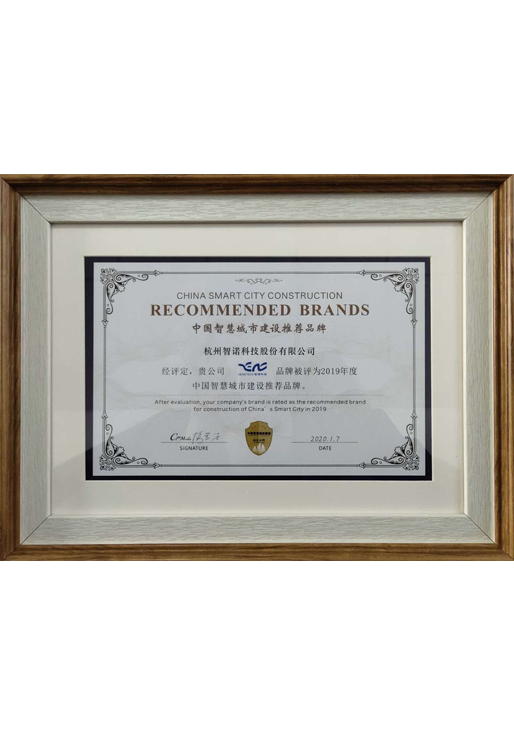 CHINA SMART CITY CONSTRUCTION
RECOMMENDED BRANDS
中国智慧城市建设推荐品牌
杭州智诺科技股份有限公司
经评定，贵公司 品牌被评为2019年度
中国智慧城市建设推荐品牌。
After evaluation, your company's brand is rated as the recommended brand
for construction of China's Smart City in 2019
2020.1.7
SIGNATURE DATE